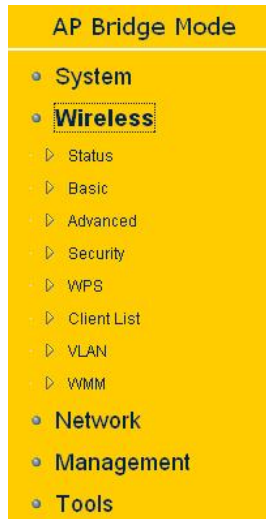 AP Bridge Mode
System
Wireless
Status
Basic
Advanced
Security
WPS
Client List
VLAN
WMM
Network
Management
Tools